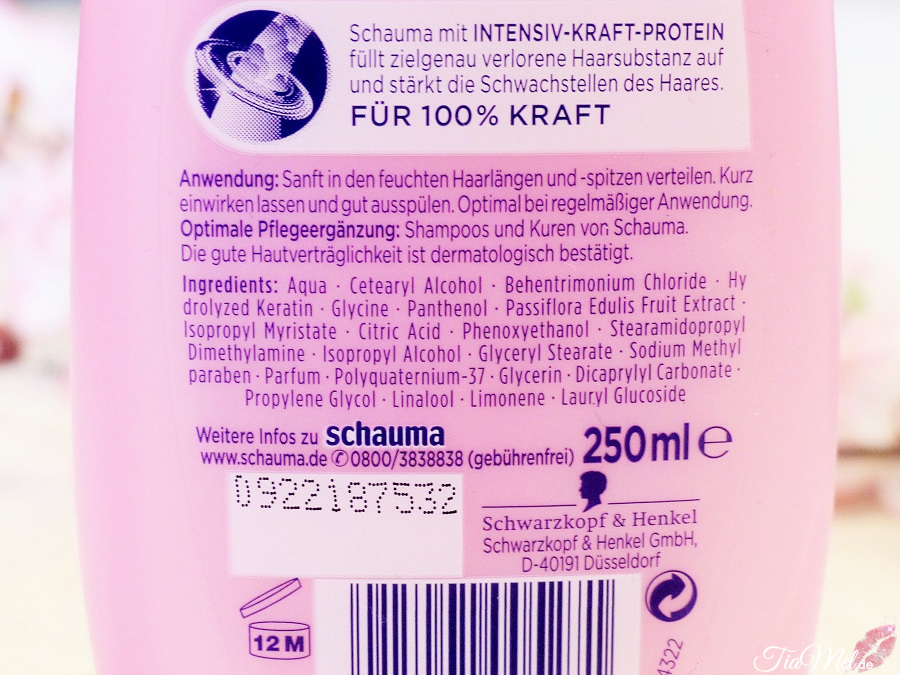 Schauma mit INTENSIV-KRAFT-PROTEIN
füllt zielgenau verlorene Haarsubstanz auf
und stärkt die Schwachstellen des Haares.
FÜR 100% KRAFT
Anwendung: Sanft in den feuchten Haarlängen und -spitzen verteilen. Kurz
einwirken lassen und gut ausspülen. Optimal bei regelmäßiger Anwendung.
Optimale Pflegeergänzung: Shampoos und Kuren von Schauma.
Die gute Hautverträglichkeit ist dermatologisch bestätigt.
Ingredients: Aqua · Cetearyl Alcohol · Behentrimonium Chloride · Hy
drolyzed Keratin · Glycine · Panthenol · Passiflora Edulis Fruit Extract ·
Isopropyl Myristate · Citric Acid · Phenoxyethanol · Stearamidopropyl
Dimethylamine · Isopropyl Alcohol · Glyceryl Stearate · Sodium Methyl
paraben · Parfum · Polyquaternium-37 · Glycerin · Dicaprylyl Carbonate ·
Propylene Glycol · Linalool · Limonene · Lauryl Glucoside
Weitere Infos zu schauma
www.schauma.de ✆ 0800/3838838 (gebührenfrei)
250 ml ℮
0922187532
Schwarzkopf & Henkel
Schwarzkopf & Henkel GmbH,
D-40191 Düsseldorf
12 M
4322
TiaMel.de